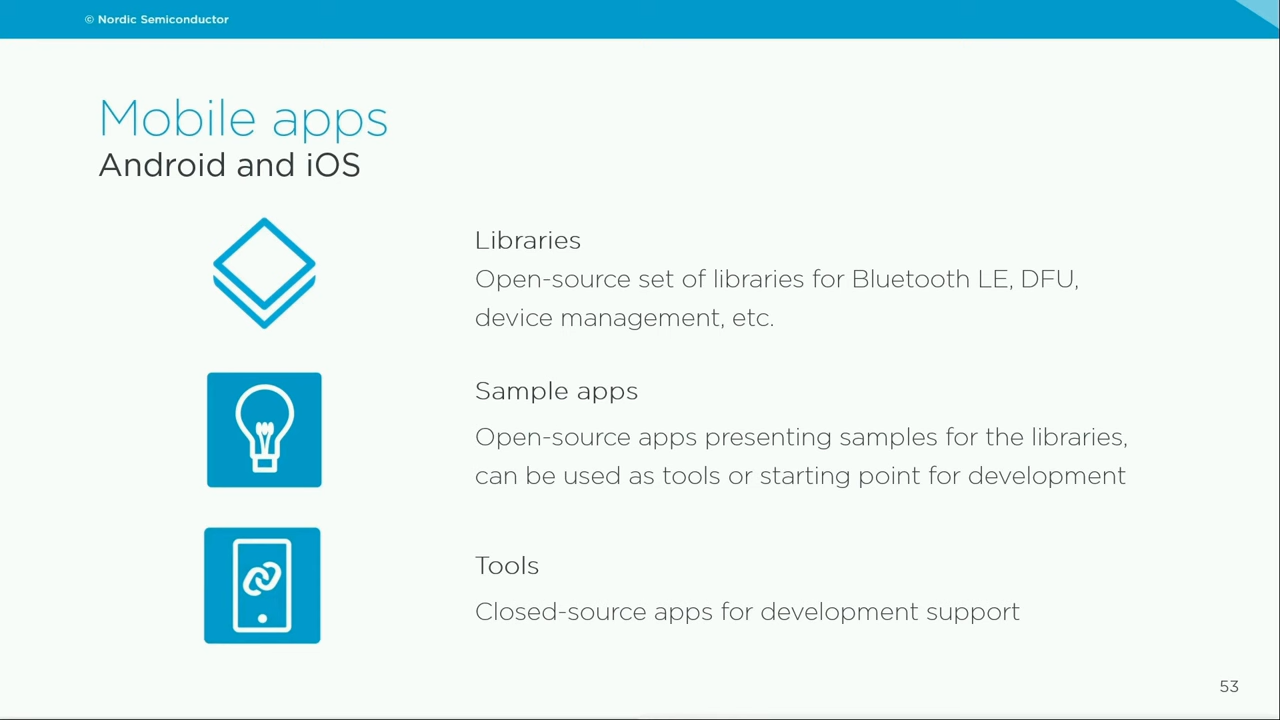 © Nordic Semiconductor
Mobile apps
Android and iOS
Libraries
Open-source set of libraries for Bluetooth LE, DFU,
device management, etc.
Sample apps
Open-source apps presenting samples for the libraries,
can be used as tools or starting point for development
Tools
Closed-source apps for development support
53